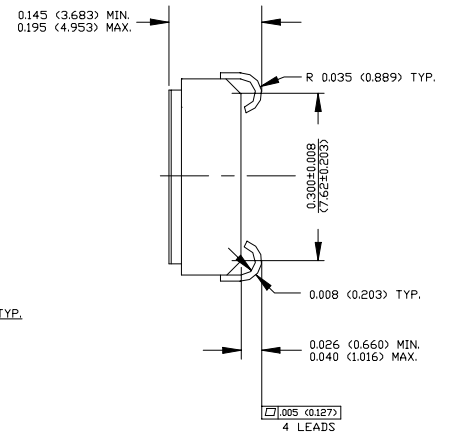 0.145 (3.683) MIN.
0.195 (4.953) MAX.
R 0.035 (0.889) TYP.
0.300±0.008
(7.62±0.203)
0.008 (0.203) TYP.
TYP.
0.026 (0.660) MIN.
0.040 (1.016) MAX.
.005 (0.127)
4 LEADS